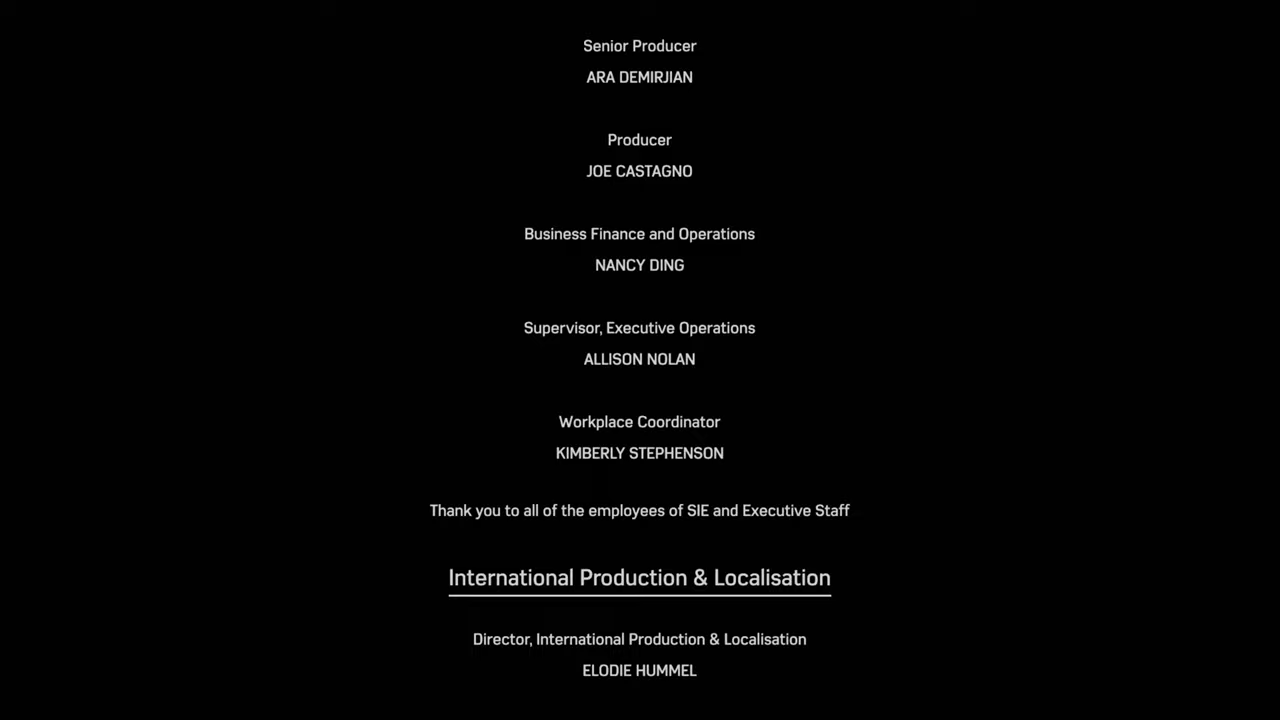 Senior Producer
ARA DEMIRJIAN
Producer
JOE CASTAGNO
Business Finance and Operations
NANCY DING
Supervisor, Executive Operations
ALLISON NOLAN
Workplace Coordinator
KIMBERLY STEPHENSON
Thank you to all of the employees of SIE and Executive Staff
International Production & Localisation
Director, International Production & Localisation
ELODIE HUMMEL